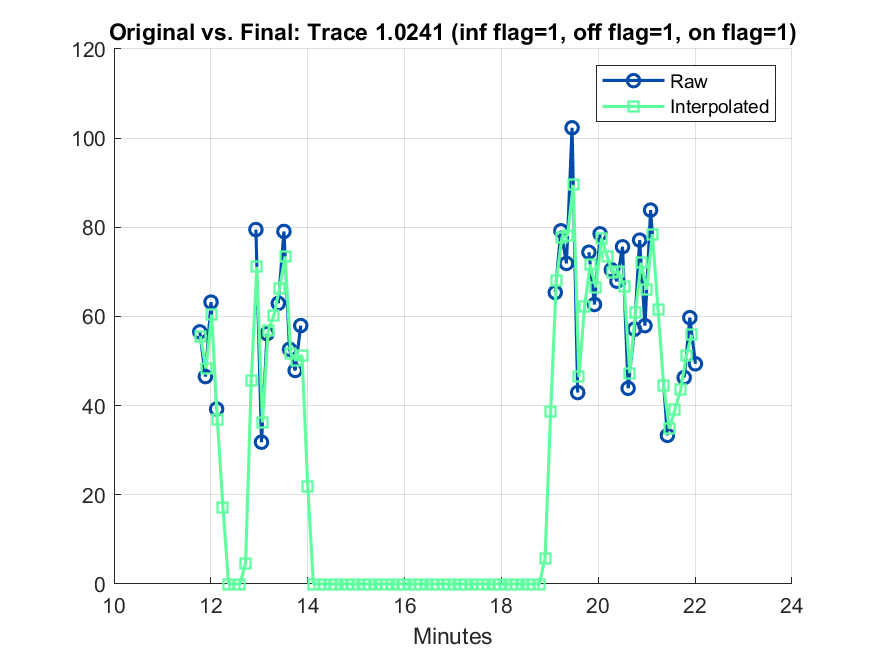 Original vs. Final: Trace 1.0241 (inf flag=1, off flag=1, on flag=1)
120
100
80
60
40
20
0
Raw
Interpolated
10 12 14 16 18 20 22 24
Minutes